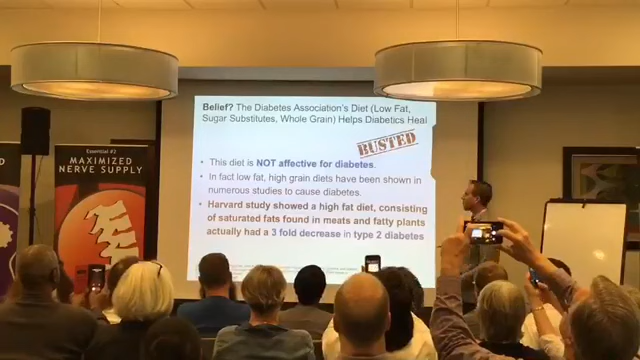 Belief? The Diabetes Association's Diet (Low Fat,
Sugar Substitutes, Whole Grain) Helps Diabetics Heal
BUSTED
• This diet is NOT affective for diabetes.
• In fact low fat, high grain diets have been shown in
numerous studies to cause diabetes.
• Harvard study showed a high fat diet, consisting
of saturated fats found in meats and fatty plants
actually had a 3 fold decrease in type 2 diabetes
Essential #2
MAXIMIZED
NERVE SUPPLY